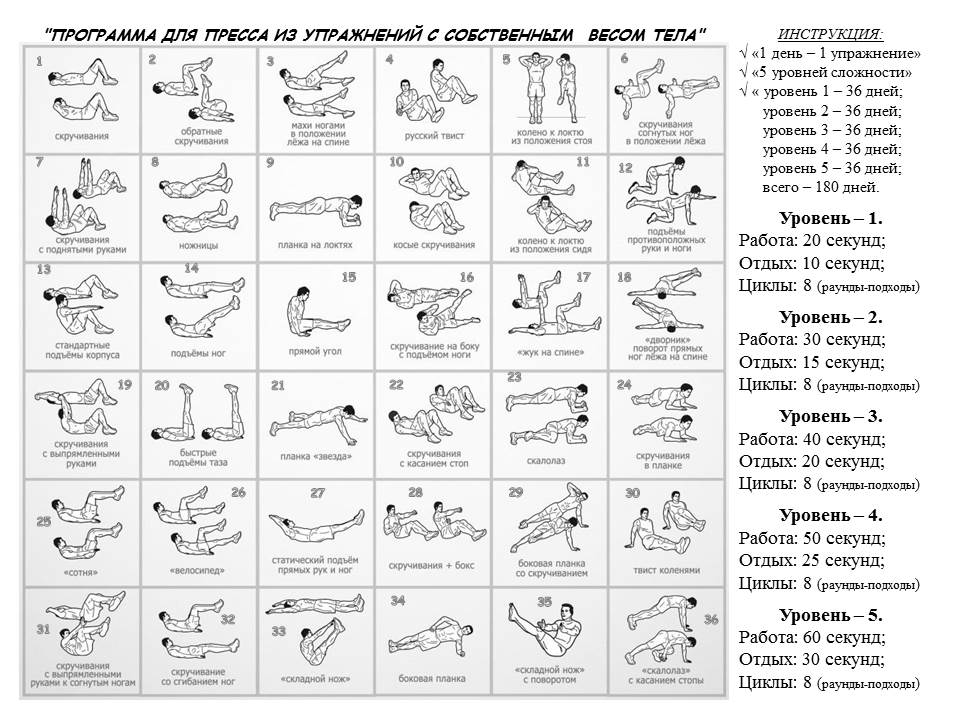 "ПРОГРАММА ДЛЯ ПРЕССА ИЗ УПРАЖНЕНИЙ С СОБСТВЕННЫМ ВЕСОМ ТЕЛА"
1
скручивания
2
обратные
скручивания
3
махи ногами
в положении
лёжа на спине
4
русский твист
5
колено к локтю
из положения стоя
6
скручивания
согнутых ног
в положении лёжа
7
скручивания
с поднятыми руками
8
ножницы
9
планка на локтях
10
косые скручивания
11
колено к локтю
из положения сидя
12
подъёмы
противоположных
руки и ноги
13
стандартные
подъёмы корпуса
14
подъёмы ног
15
прямой угол
16
скручивание на боку
с подъёмом ноги
17
«жук на спине»
18
«дворник»
поворот прямых
ног лёжа на спине
19
скручивания
с выпрямленными
руками
20
быстрые
подъёмы таза
21
планка «звезда»
22
скручивания
с касанием стоп
23
скалолаз
24
скручивания
в планке
25
«сотня»
26
«велосипед»
27
статический подъём
прямых рук и ног
28
скручивания + бокс
29
боковая планка
со скручиванием
30
твист коленями
31
скручивания
с выпрямленными
руками к согнутым ногам
32
скручивание
со сгибанием ног
33
«складной нож»
34
боковая планка
35
«складной нож»
с поворотом
36
«скалолаз»
с касанием стопы
ИНСТРУКЦИЯ:
√ «1 день – 1 упражнение»
√ «5 уровней сложности»
√ « уровень 1 – 36 дней;
уровень 2 – 36 дней;
уровень 3 – 36 дней;
уровень 4 – 36 дней;
уровень 5 – 36 дней;
всего – 180 дней.
Уровень – 1.
Работа: 20 секунд;
Отдых: 10 секунд;
Циклы: 8 (раунды-подходы)
Уровень – 2.
Работа: 30 секунд;
Отдых: 15 секунд;
Циклы: 8 (раунды-подходы)
Уровень – 3.
Работа: 40 секунд;
Отдых: 20 секунд;
Циклы: 8 (раунды-подходы)
Уровень – 4.
Работа: 50 секунд;
Отдых: 25 секунд;
Циклы: 8 (раунды-подходы)
Уровень – 5.
Работа: 60 секунд;
Отдых: 30 секунд;
Циклы: 8 (раунды-подходы)